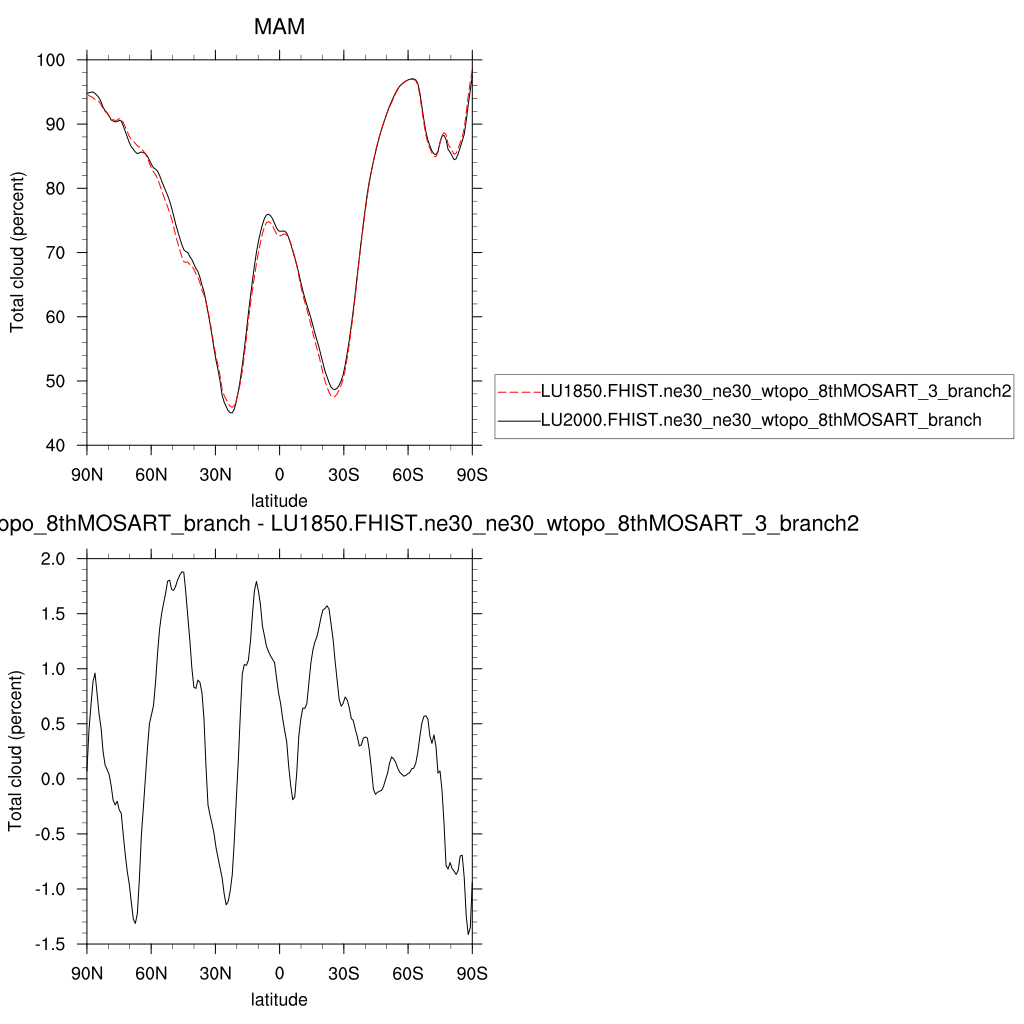 MAM
100
90
80
70
60
50
40
Total cloud (percent)
90N 60N 30N 0 30S 60S 90S
latitude
LU1850.FHIST.ne30_ne30_wtopo_8thMOSART_3_branch2
LU2000.FHIST.ne30_ne30_wtopo_8thMOSART_branch
opo_8thMOSART_branch - LU1850.FHIST.ne30_ne30_wtopo_8thMOSART_3_branch2
2.0
1.5
1.0
0.5
0.0
-0.5
-1.0
-1.5
Total cloud (percent)
90N 60N 30N 0 30S 60S 90S
latitude